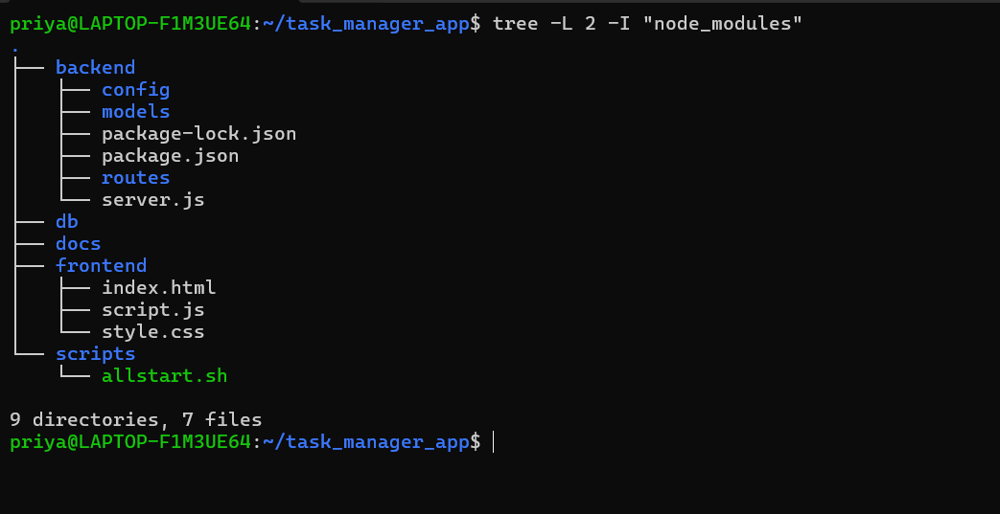 priya@LAPTOP-F1M3UE64:~/task_manager_app$ tree -L 2 -I "node_modules"
.
├── backend
│   ├── config
│   ├── models
│   ├── package-lock.json
│   ├── package.json
│   ├── routes
│   └── server.js
├── db
├── docs
├── frontend
│   ├── index.html
│   ├── script.js
│   └── style.css
└── scripts
    └── allstart.sh

9 directories, 7 files
priya@LAPTOP-F1M3UE64:~/task_manager_app$